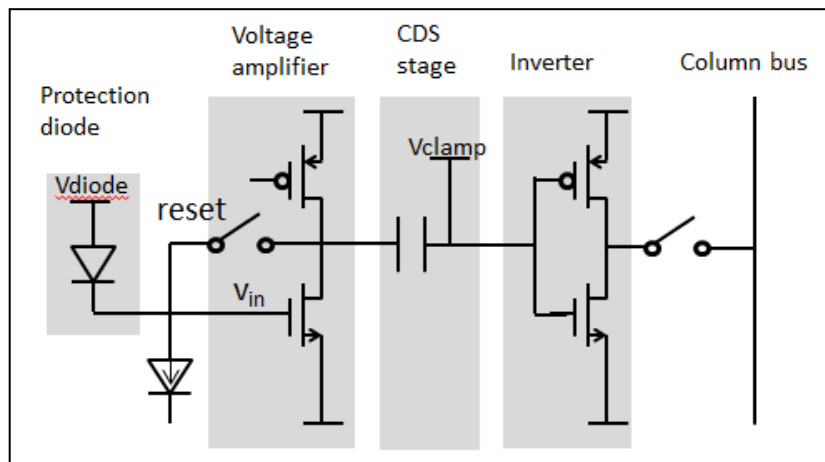 Voltage
amplifier
CDS
stage
Inverter
Column bus
Protection
diode
Vdiode
Vclamp
reset
Vin